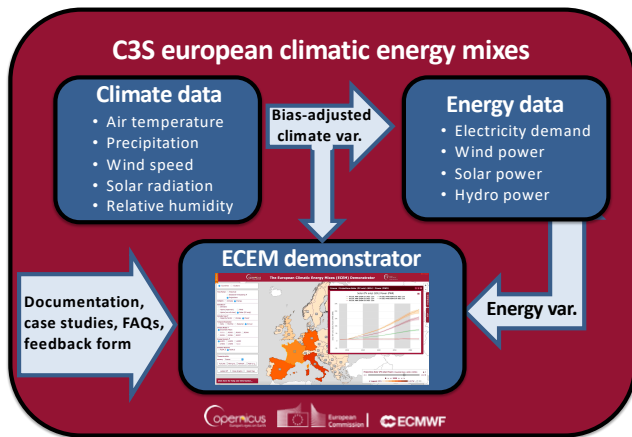 C3S european climatic energy mixes
Climate data
• Air temperature
• Precipitation
• Wind speed
• Solar radiation
• Relative humidity
Bias-adjusted
climate var.
Energy data
• Electricity demand
• Wind power
• Solar power
• Hydro power
ECEM demonstrator
The European Climatic Energy Mixes (ECEM) Demonstrator
Documentation,
case studies, FAQs,
feedback form
Energy var.
Copernicus
European
Commission
ECMWF